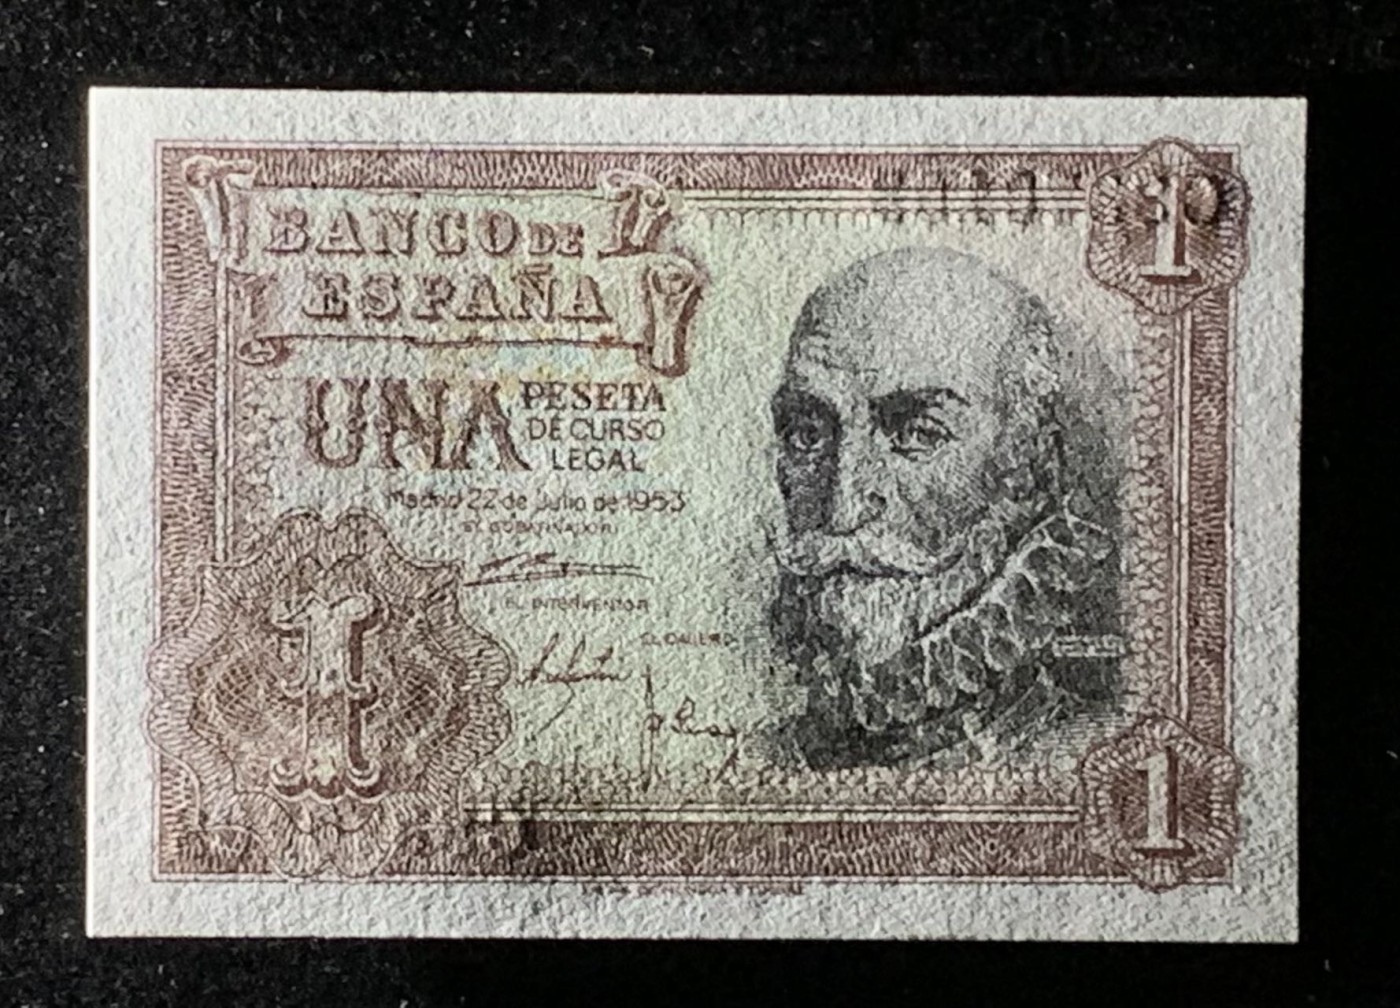 BANCO DE
ESPAÑA
1
UNA PESETA
DE CURSO
LEGAL
Madrid 22 de Julio de 1953
EL GOBERNADOR
EL INTERVENTOR
EL CAJERO
1
1